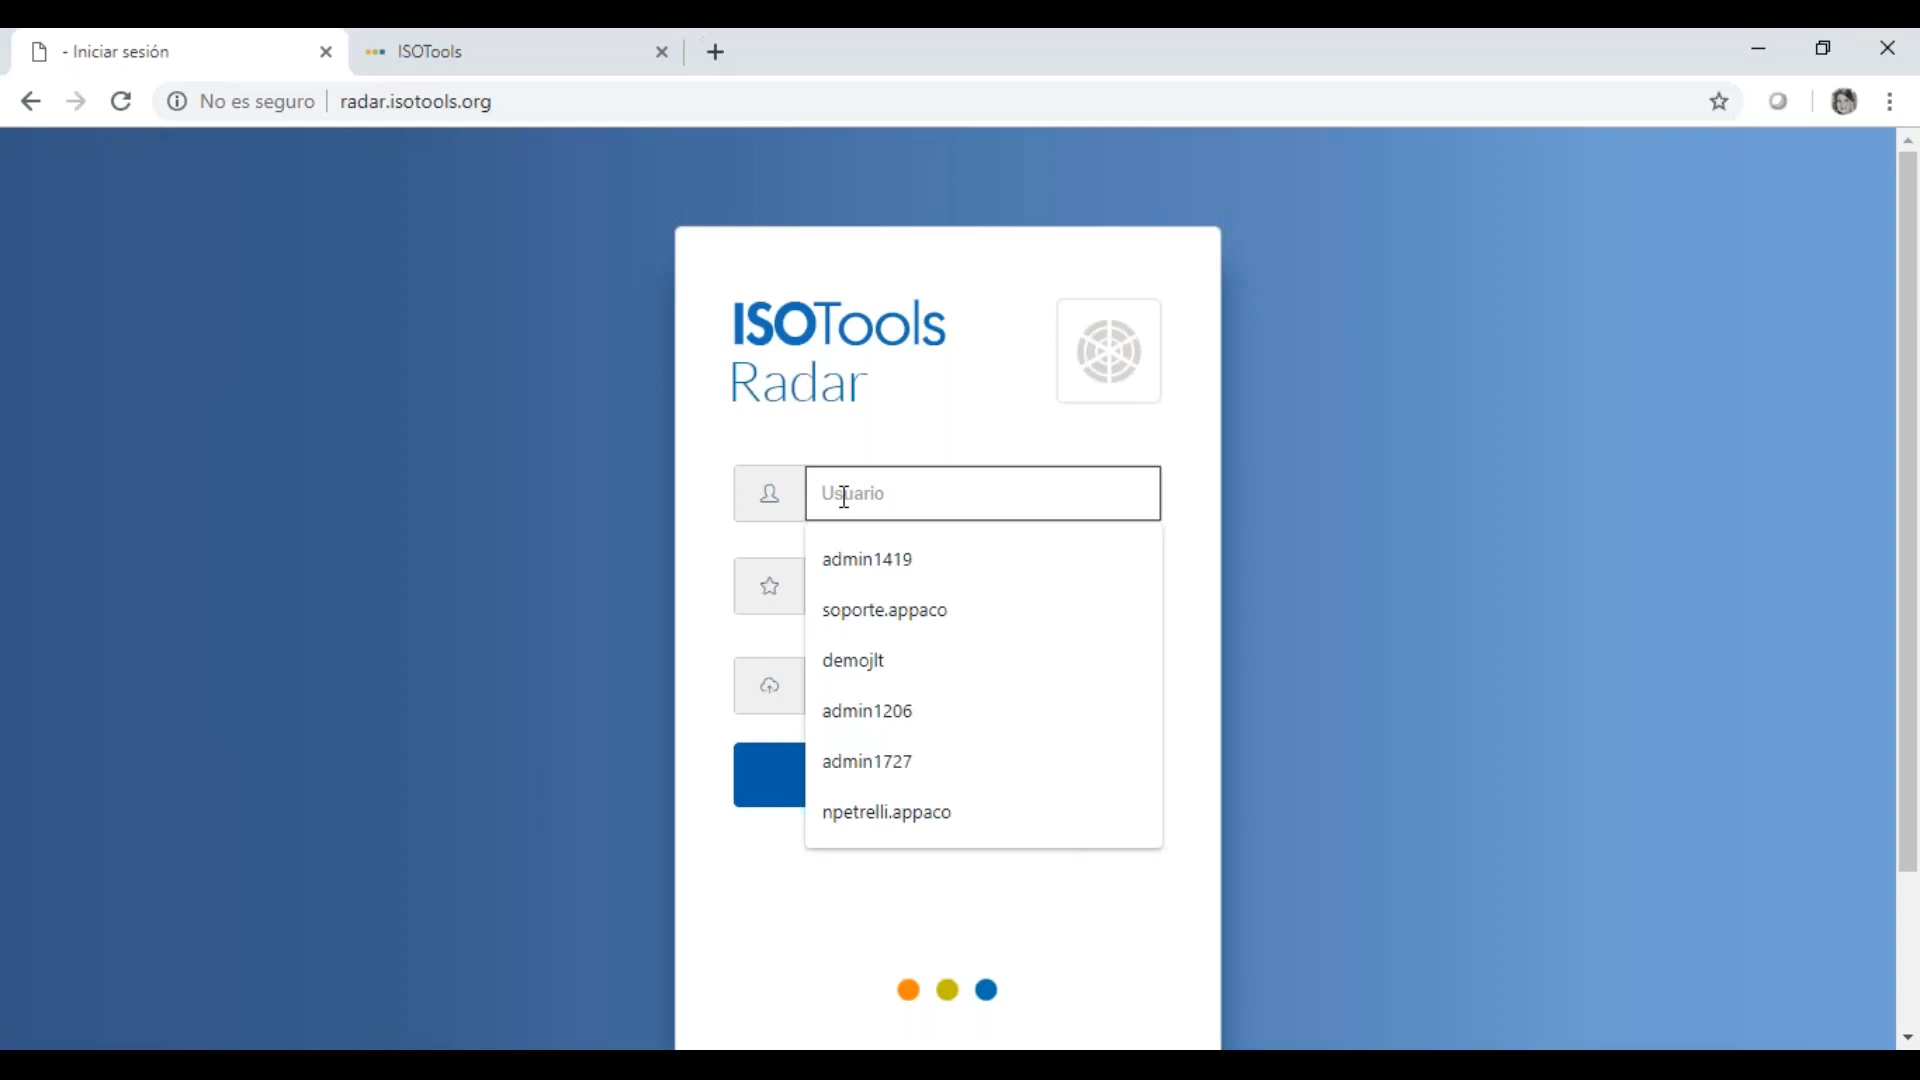 - Iniciar sesión
ISOTools
No es seguro
radar.isotools.org
ISOTools
Radar
Usuario
admin1419
soporte.appaco
demojlt
admin1206
admin1727
npetrelli.appaco